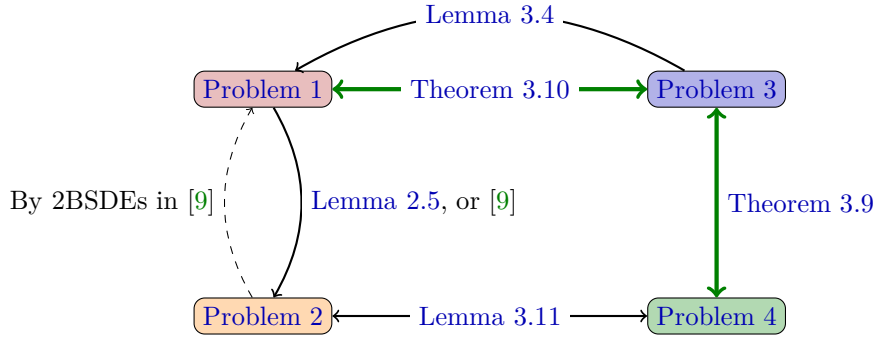 Lemma 3.4
Problem 1
Theorem 3.10
Problem 3
By 2BSDEs in [9]
Lemma 2.5, or [9]
Theorem 3.9
Problem 2
Lemma 3.11
Problem 4